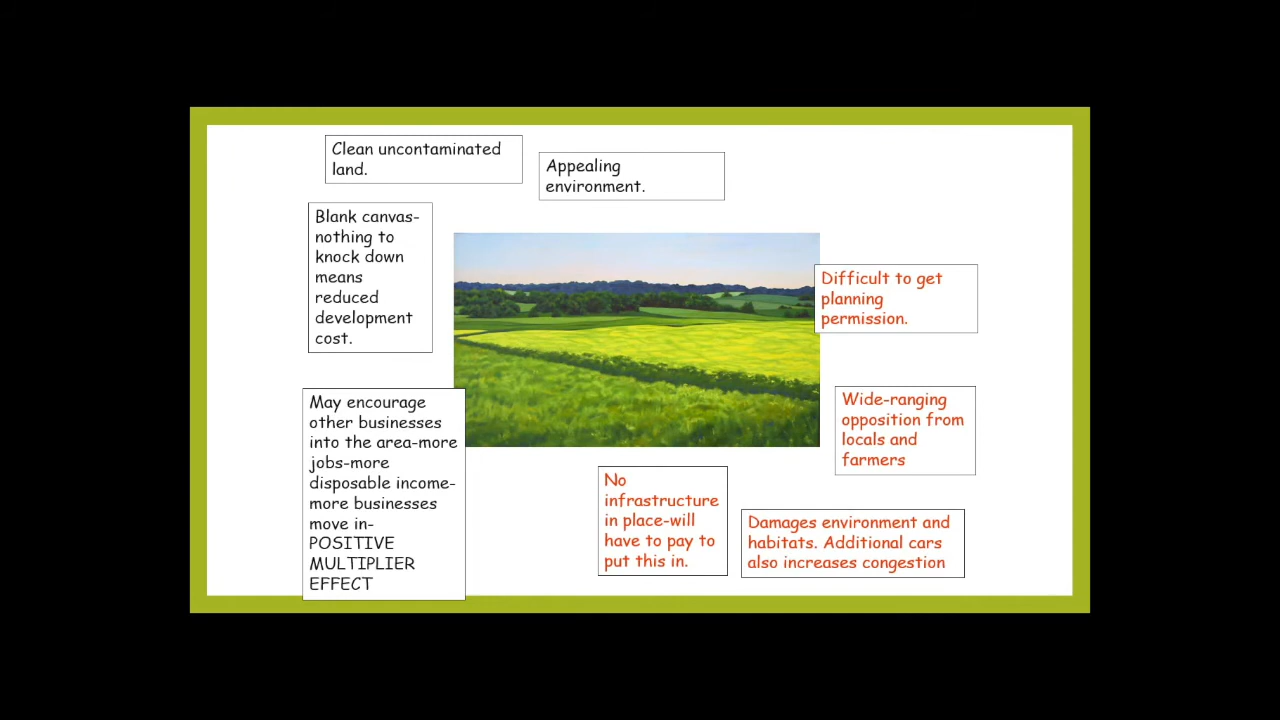 Clean uncontaminated
land.
Appealing
environment.
Blank canvas-
nothing to
knock down
means
reduced
development
cost.
Difficult to get
planning
permission.
May encourage
other businesses
into the area-more
jobs-more
disposable income-
more businesses
move in-
POSITIVE
MULTIPLIER
EFFECT
Wide-ranging
opposition from
locals and
farmers
No
infrastructure
in place-will
have to pay to
put this in.
Damages environment and
habitats. Additional cars
also increases congestion